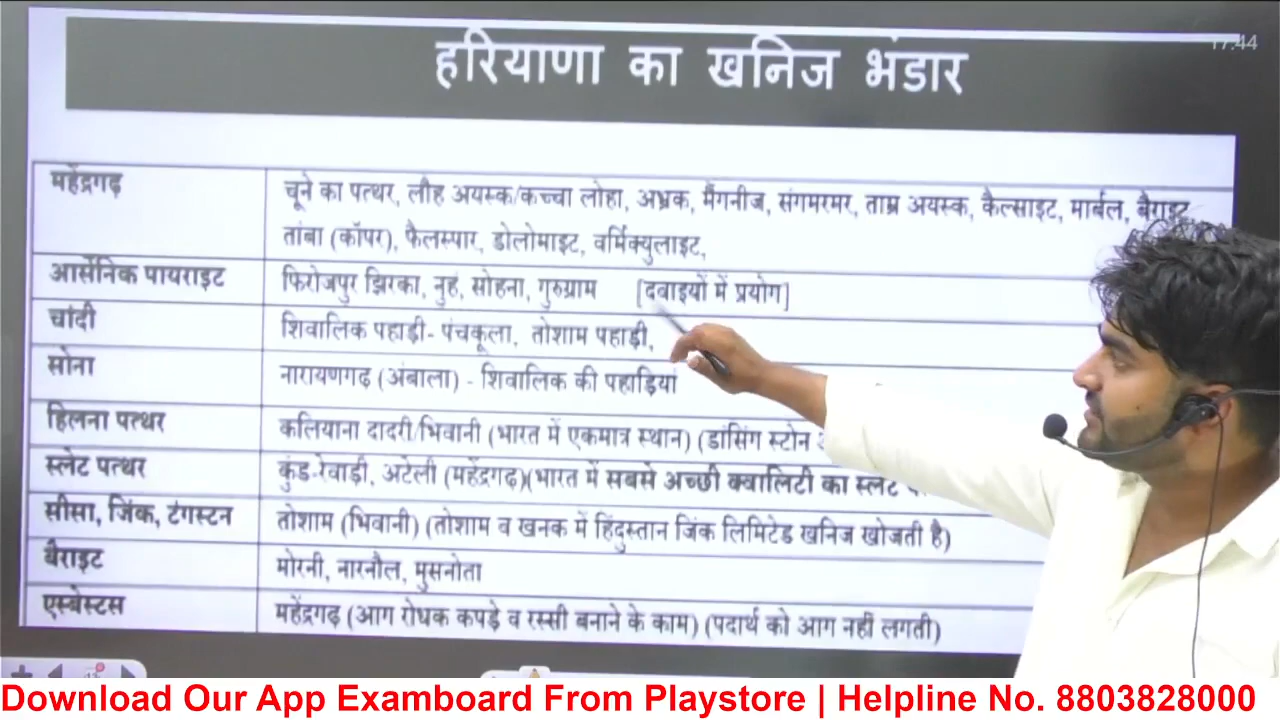 हरियाणा का खनिज भंडार
17:44
महेंद्रगढ़
चूने का पत्थर, लौह अयस्क/कच्चा लोहा, अभ्रक, मैंगनीज, संगमरमर, ताम्र अयस्क, कैल्साइट, मार्बल, बैराइट
तांबा (कॉपर), फैलस्पार, डोलोमाइट, वर्मिक्युलाइट,
आर्सेनिक पायराइट
फिरोजपुर झिरका, नुह, सोहना, गुरुग्राम [दवाइयों में प्रयोग]
चांदी
शिवालिक पहाड़ी- पंचकूला, तोशाम पहाड़ी,
सोना
नारायणगढ़ (अंबाला) - शिवालिक की पहाड़ियां
हिलना पत्थर
कलियाना दादरी/भिवानी (भारत में एकमात्र स्थान) (डांसिंग स्टोन
स्लेट पत्थर
कुंड-रेवाड़ी, अटेली (महेंद्रगढ़)(भारत में सबसे अच्छी क्वालिटी का स्लेट
सीसा, जिंक, टंगस्टन
तोशाम (भिवानी) (तोशाम व खनक में हिंदुस्तान जिंक लिमिटेड खनिज खोजती है)
बैराइट
मोरनी, नारनौल, मुसनोता
एस्बेस्टस
महेंद्रगढ़ (आग रोधक कपड़े व रस्सी बनाने के काम) (पदार्थ को आग नहीं लगती)
Download Our App Examboard From Playstore | Helpline No. 8803828000